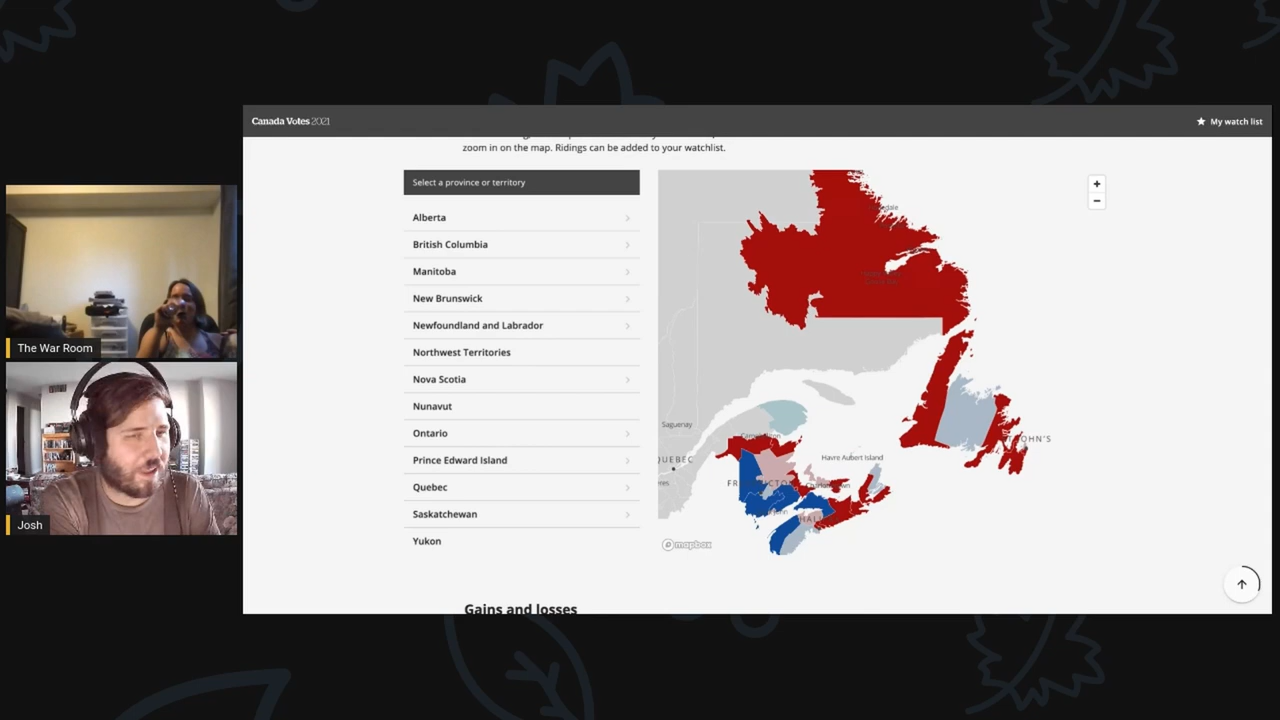 Canada Votes 2021
My watch list
zoom in on the map. Ridings can be added to your watchlist.
Select a province or territory
Alberta
British Columbia
Manitoba
New Brunswick
Newfoundland and Labrador
Northwest Territories
Nova Scotia
Nunavut
Ontario
Prince Edward Island
Quebec
Saskatchewan
Yukon
Saguenay
Havre Aubert Island
mapbox
Gains and losses
The War Room
Josh